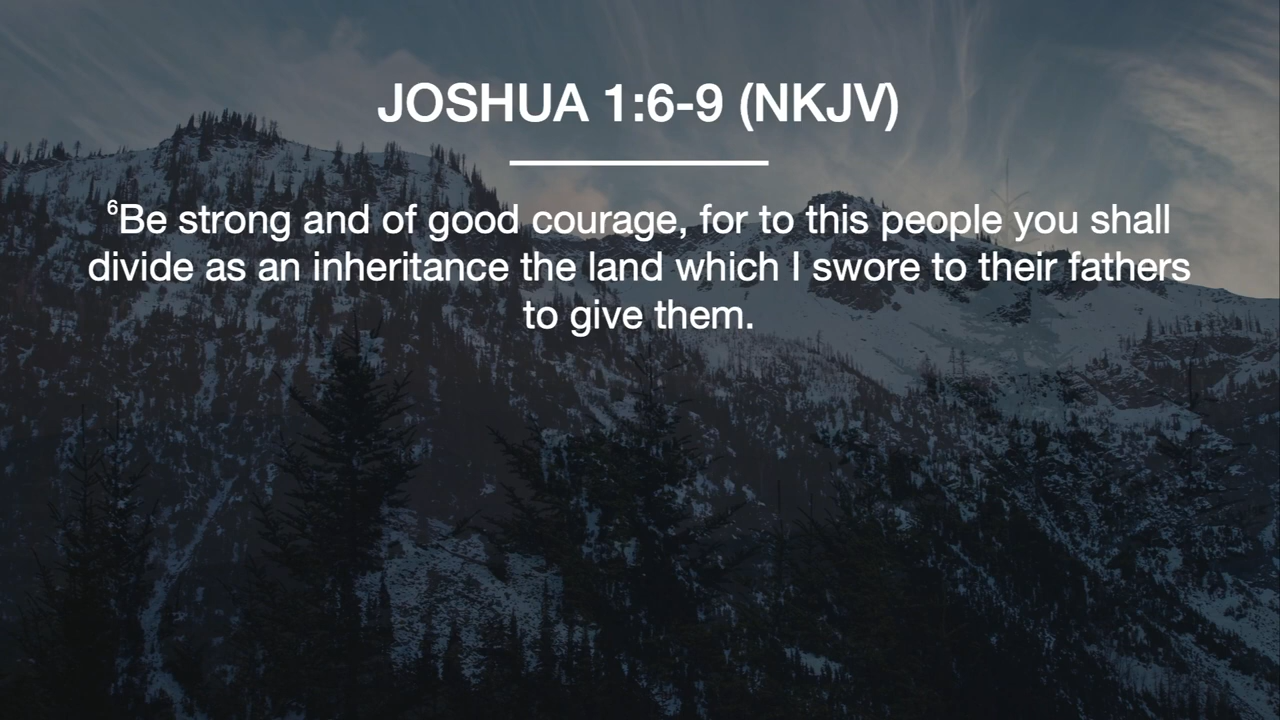 JOSHUA 1:6-9 (NKJV)
⁶Be strong and of good courage, for to this people you shall
divide as an inheritance the land which I swore to their fathers
to give them.